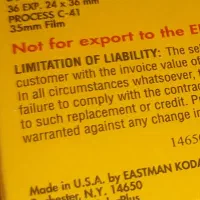 36 EXP. 24 x 36 mm
PROCESS C-41
35mm Film
Not for export to the
LIMITATION OF LIABILITY: The
customer with the invoice value of
In all circumstances whatsoever,
failure to comply with the contra
to such replacement or credit.
warranted against any change in
14650
Made in U.S.A. by EASTMAN KODA
N.Y. 14650